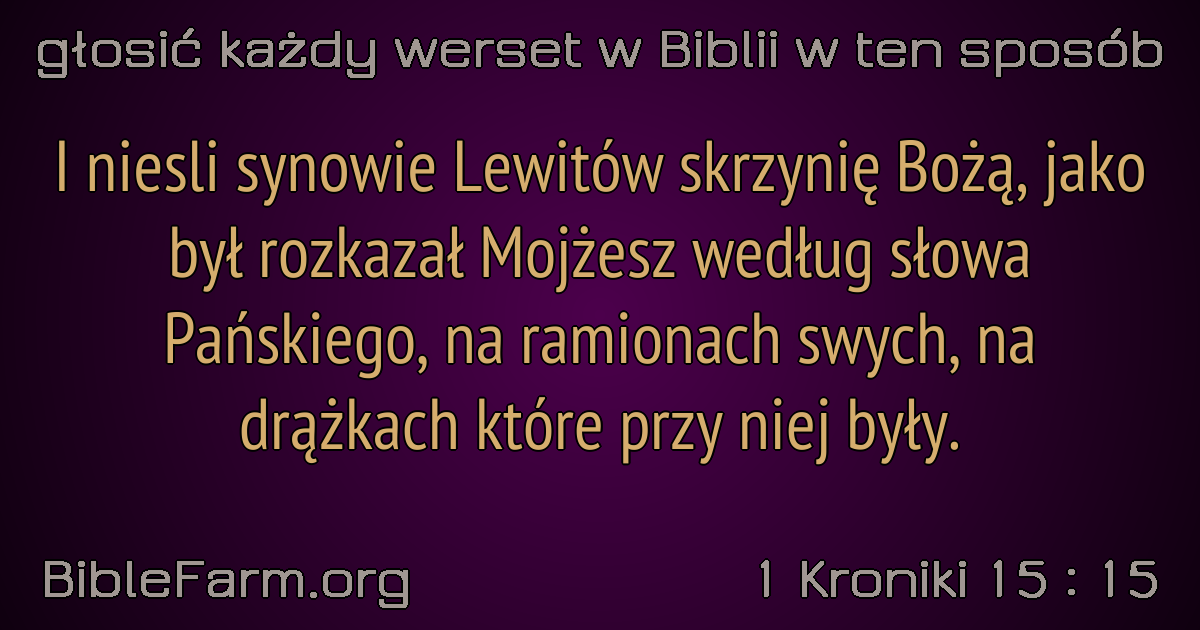 głosić każdy werset w Biblii w ten sposób
I niesli synowie Lewitów skrzynię Bożą, jako
był rozkazał Mojżesz według słowa
Pańskiego, na ramionach swych, na
drążkach które przy niej były.
BibleFarm.org
1 Kroniki 15 : 15